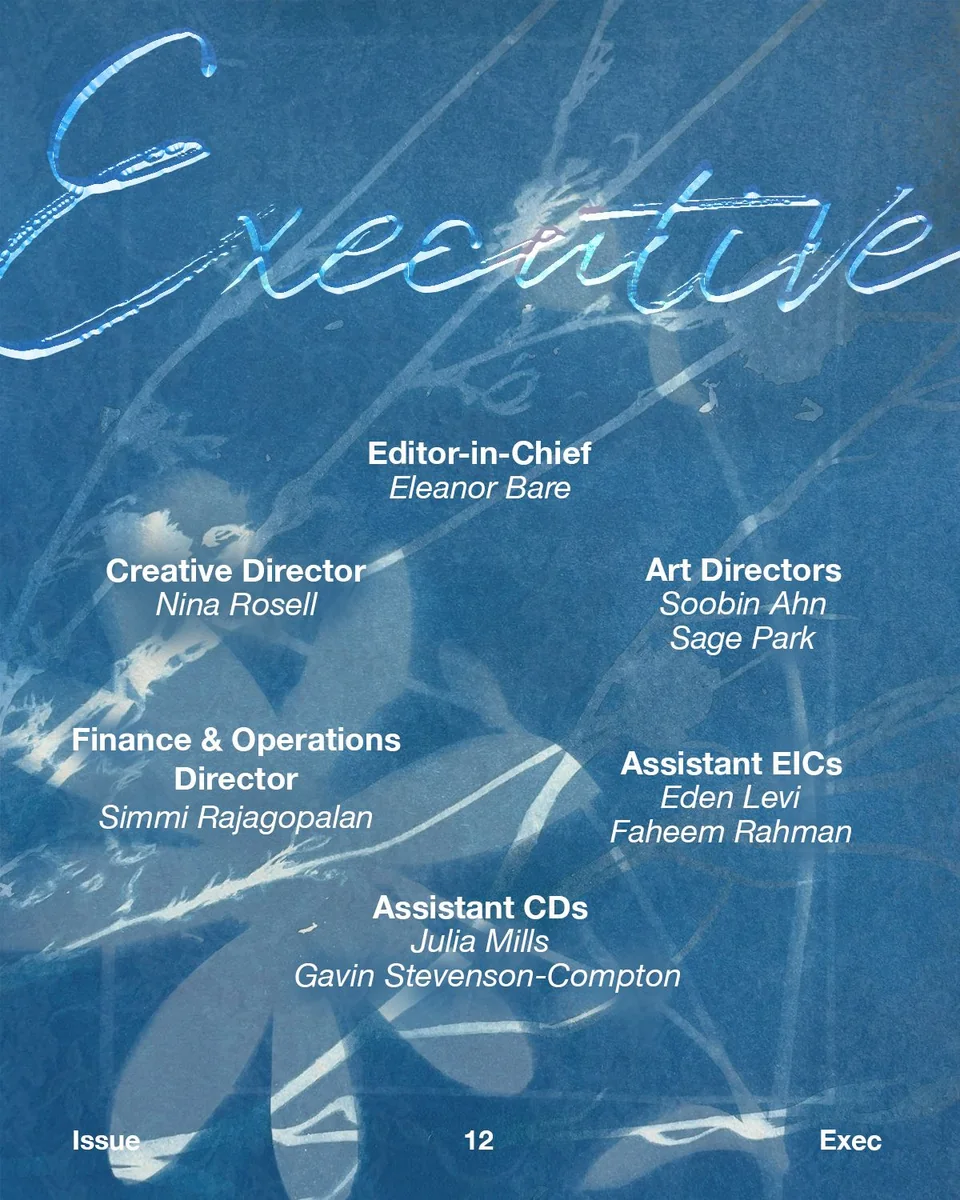 Executive
Editor-in-Chief
Eleanor Bare
Creative Director
Nina Rosell
Art Directors
Soobin Ahn
Sage Park
Finance & Operations
Director
Simmi Rajagopalan
Assistant EICs
Eden Levi
Faheem Rahman
Assistant CDs
Julia Mills
Gavin Stevenson-Compton
Issue 12 Exec